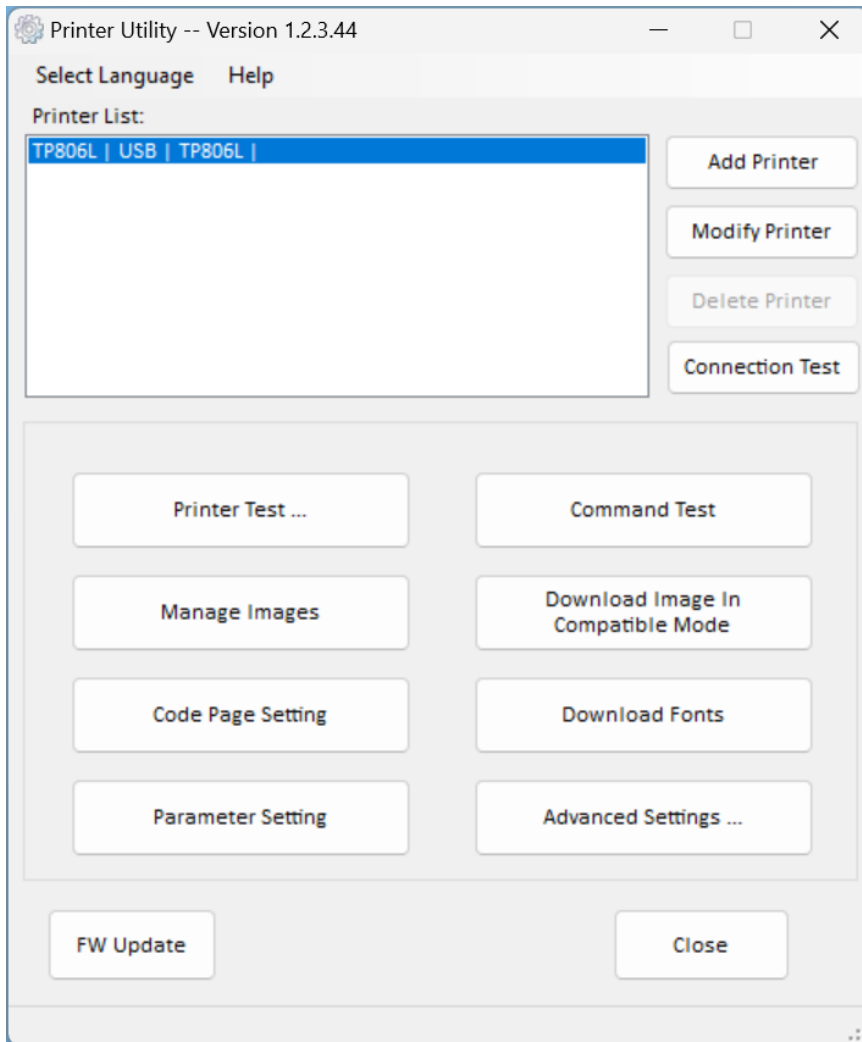 Printer Utility -- Version 1.2.3.44
Select Language Help
Printer List:
TP806L | USB | TP806L |
Add Printer
Modify Printer
Delete Printer
Connection Test
Printer Test ...
Command Test
Manage Images
Download Image In
Compatible Mode
Code Page Setting
Download Fonts
Parameter Setting
Advanced Settings ...
FW Update
Close